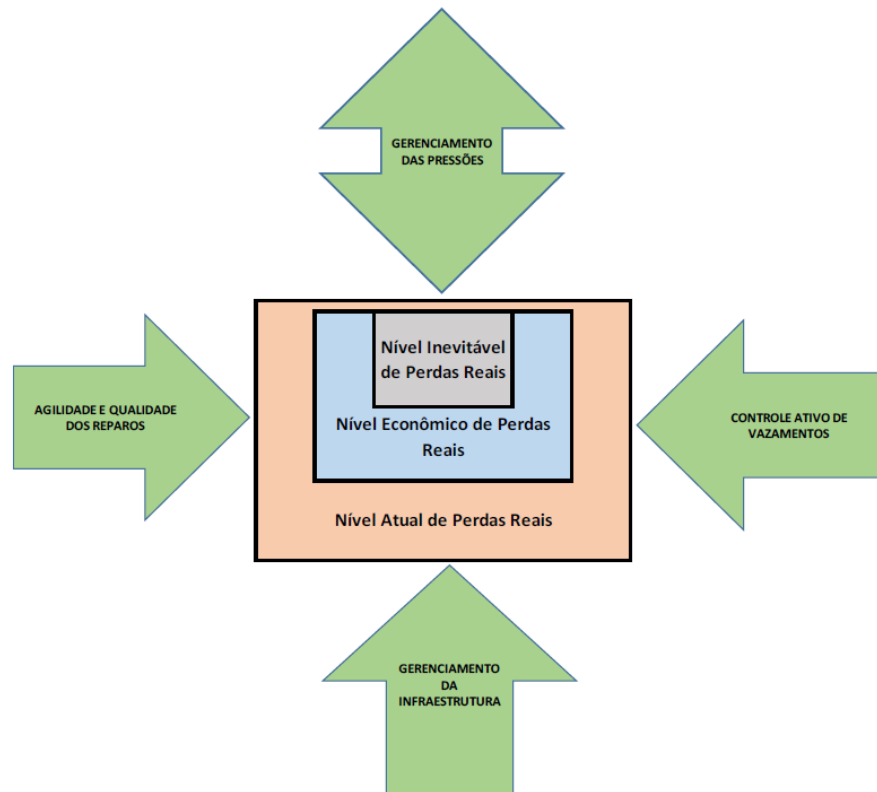 GERENCIAMENTO
DAS PRESSÕES
AGILIDADE E QUALIDADE
DOS REPAROS
Nível Inevitável
de Perdas Reais
Nível Econômico de Perdas
Reais
Nível Atual de Perdas Reais
CONTROLE ATIVO DE
VAZAMENTOS
GERENCIAMENTO
DA
INFRAESTRUTURA